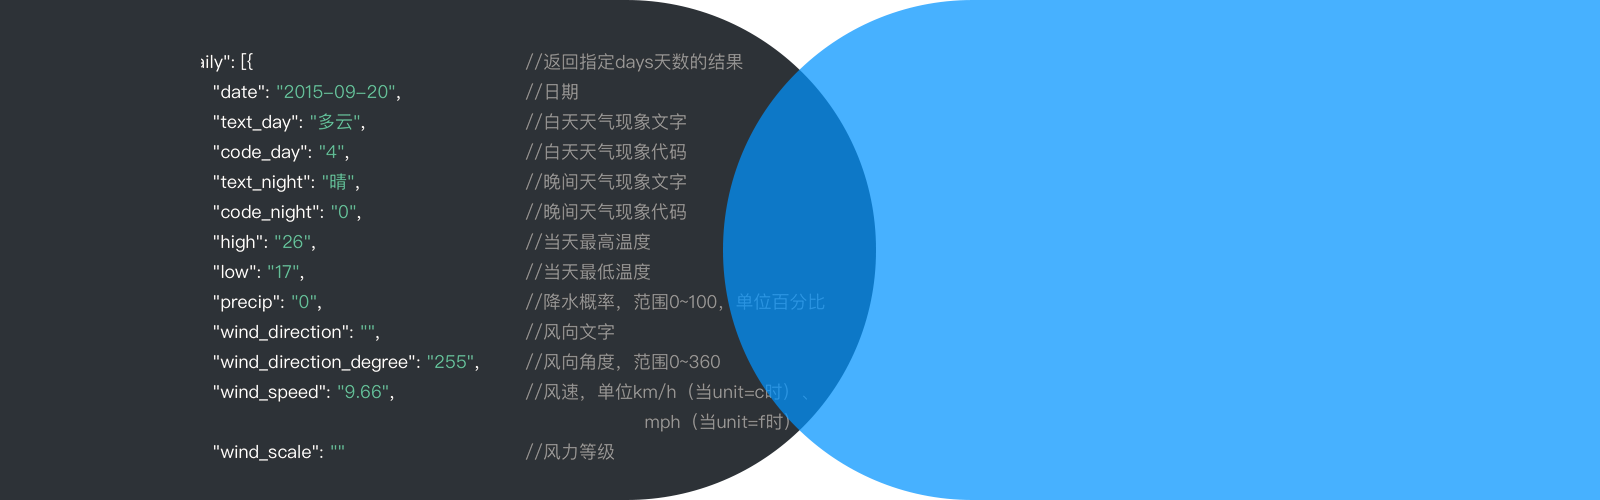 aily": [{ //返回指定days天数的结果
"date": "2015-09-20", //日期
"text_day": "多云", //白天天气现象文字
"code_day": "4", //白天天气现象代码
"text_night": "晴", //晚间天气现象文字
"code_night": "0", //晚间天气现象代码
"high": "26", //当天最高温度
"low": "17", //当天最低温度
"precip": "0", //降水概率，范围0~100，单位百分比
"wind_direction": "", //风向文字
"wind_direction_degree": "255", //风向角度，范围0~360
"wind_speed": "9.66", //风速，单位km/h（当unit=c时）、
mph（当unit=f时）
"wind_scale": "" //风力等级